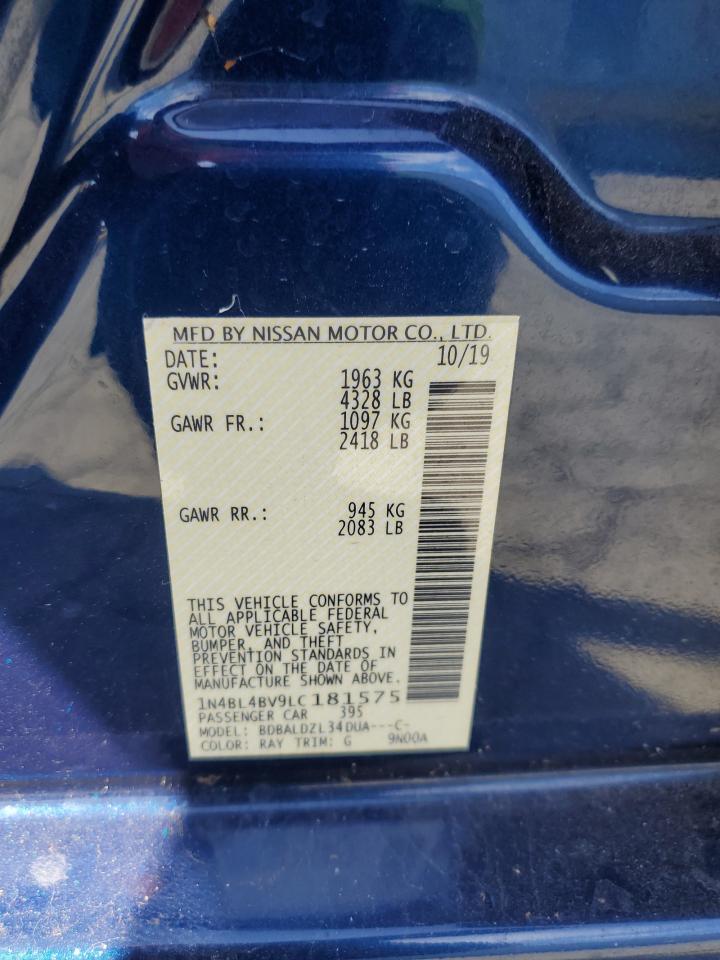 MFD BY NISSAN MOTOR CO., LTD.
DATE: 10/19
GVWR: 1963 KG
4328 LB
GAWR FR.: 1097 KG
2418 LB
GAWR RR.: 945 KG
2083 LB
THIS VEHICLE CONFORMS TO
ALL APPLICABLE FEDERAL
MOTOR VEHICLE SAFETY,
BUMPER, AND THEFT
PREVENTION STANDARDS IN
EFFECT ON THE DATE OF
MANUFACTURE SHOWN ABOVE.
1N4BL4BV9LC181575
PASSENGER CAR 395
MODEL: BDBALDZL34DUA---C-
COLOR: RAY TRIM: G 9N00A